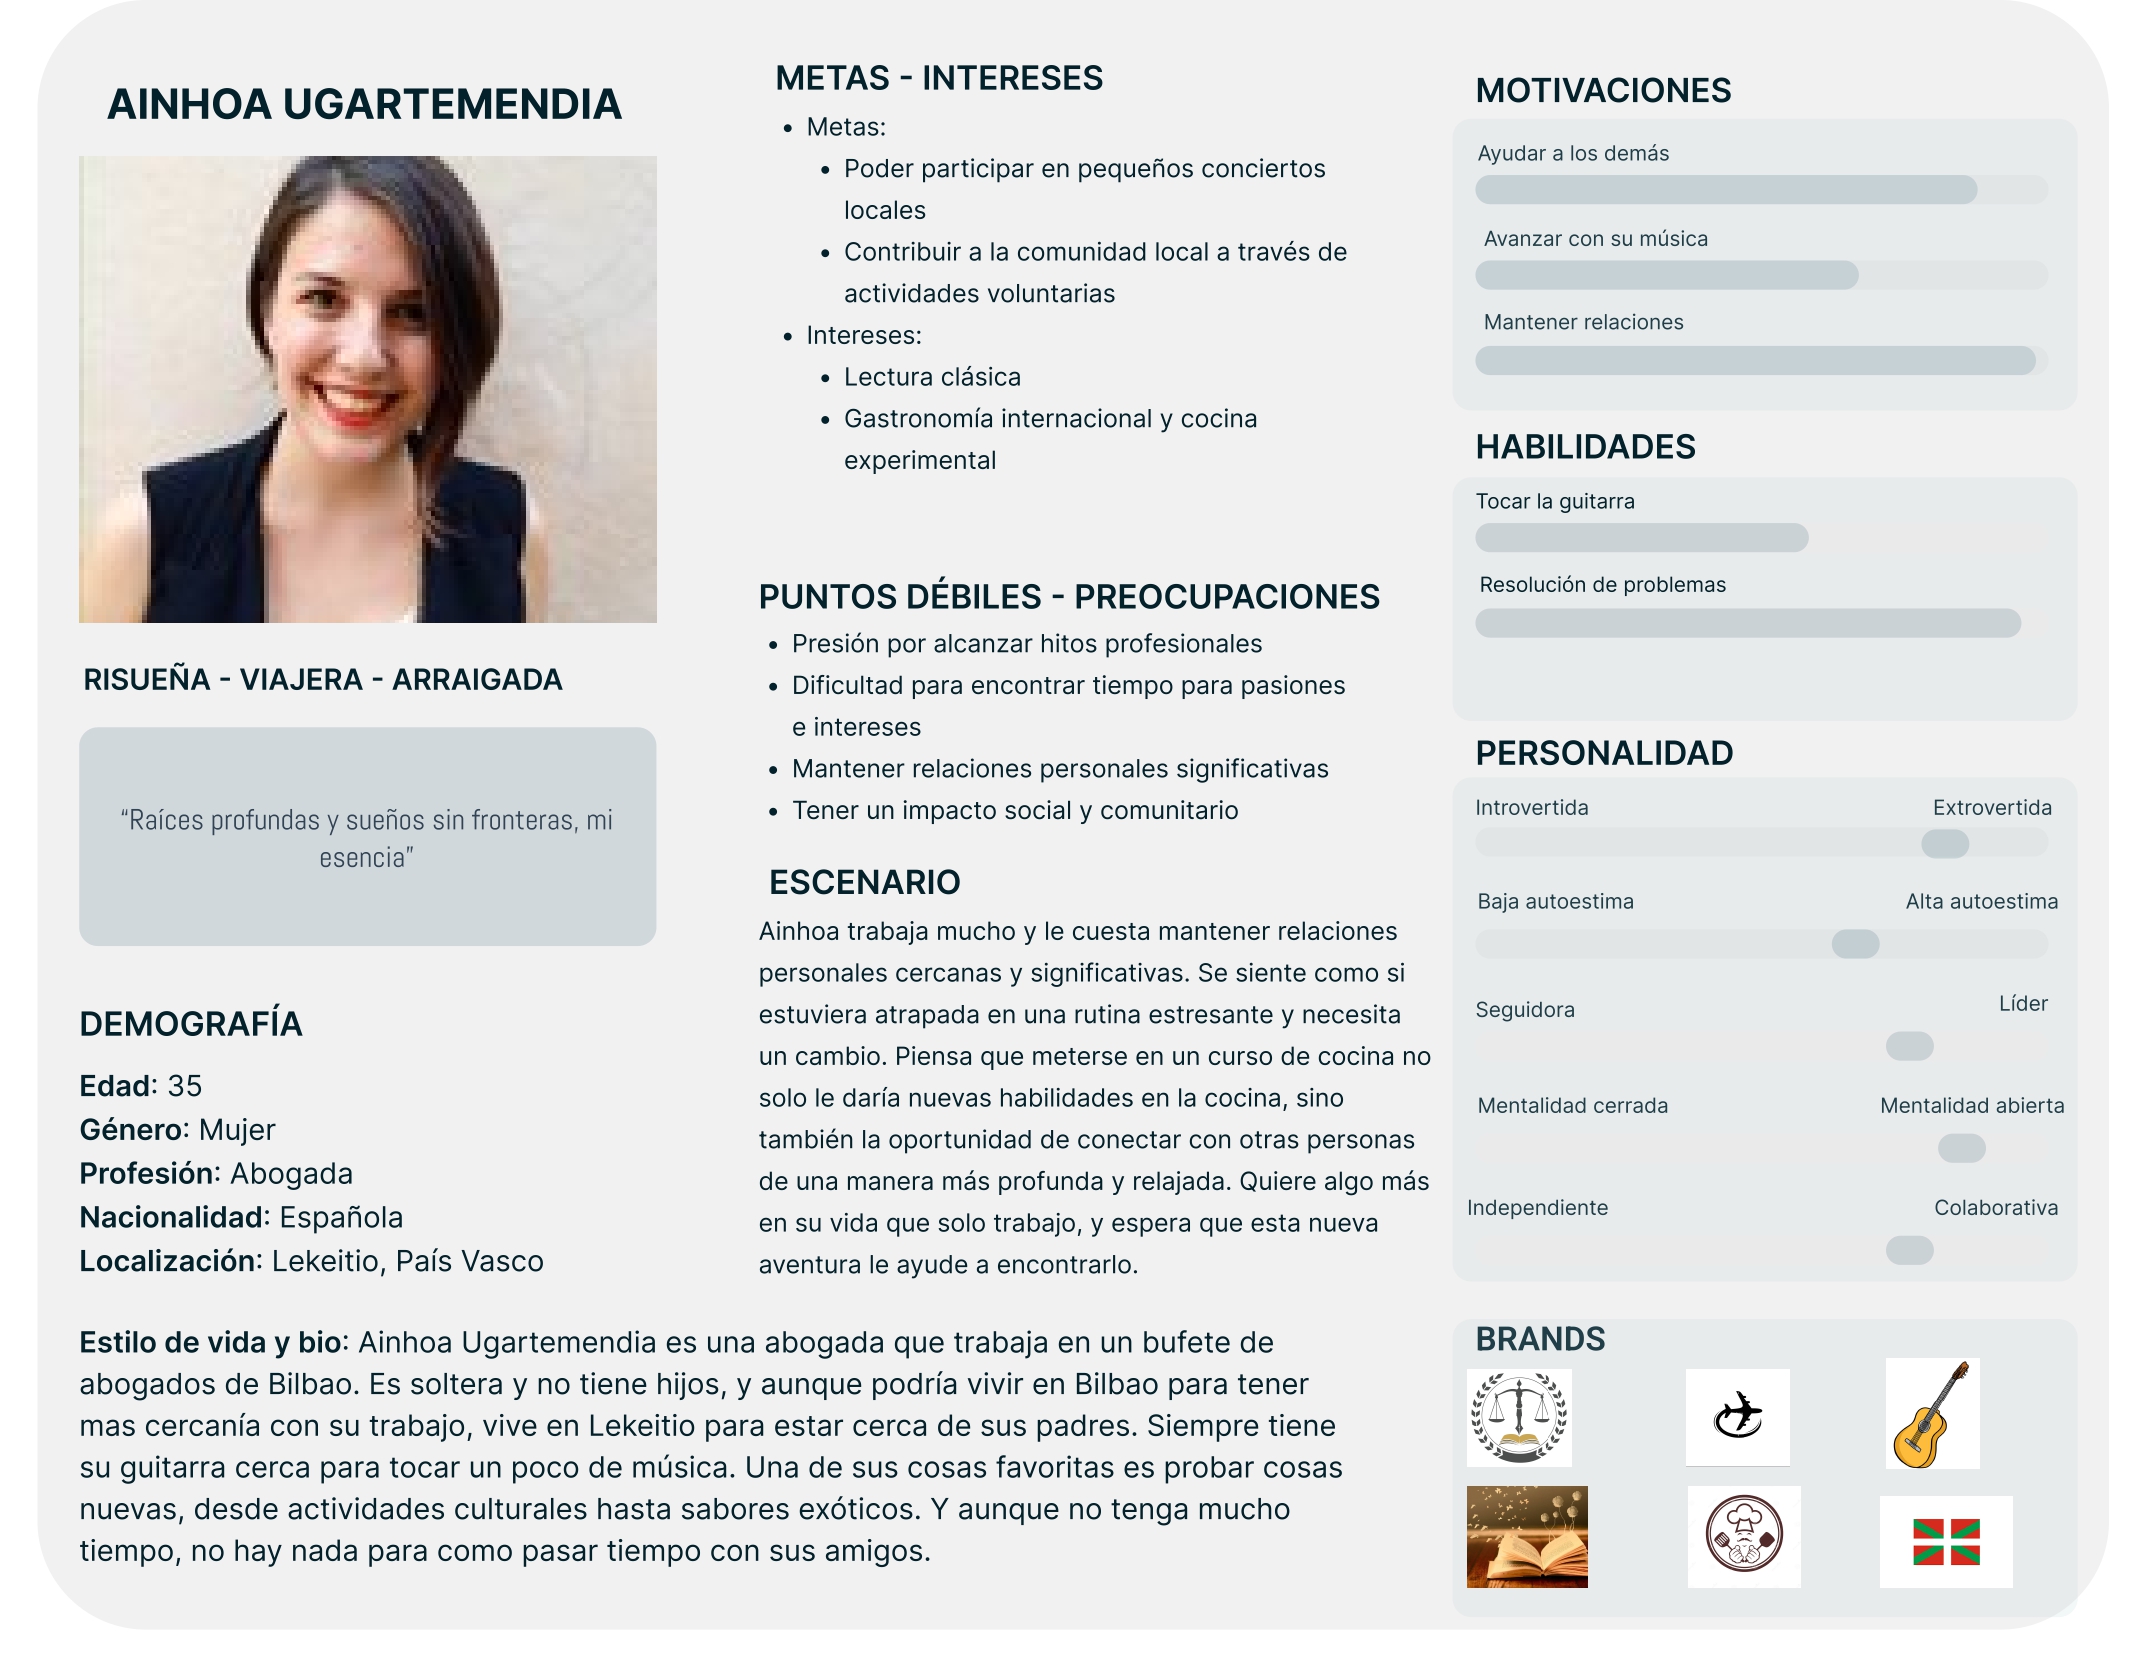 AINHOA UGARTEMENDIA
RISUEÑA - VIAJERA - ARRAIGADA
“Raíces profundas y sueños sin fronteras, mi
esencia”
DEMOGRAFÍA
Edad: 35
Género: Mujer
Profesión: Abogada
Nacionalidad: Española
Localización: Lekeitio, País Vasco
METAS - INTERESES
• Metas:
• Poder participar en pequeños conciertos
locales
• Contribuir a la comunidad local a través de
actividades voluntarias
• Intereses:
• Lectura clásica
• Gastronomía internacional y cocina
experimental
PUNTOS DÉBILES - PREOCUPACIONES
• Presión por alcanzar hitos profesionales
• Dificultad para encontrar tiempo para pasiones
e intereses
• Mantener relaciones personales significativas
• Tener un impacto social y comunitario
ESCENARIO
Ainhoa trabaja mucho y le cuesta mantener relaciones
personales cercanas y significativas. Se siente como si
estuviera atrapada en una rutina estresante y necesita
un cambio. Piensa que meterse en un curso de cocina no
solo le daría nuevas habilidades en la cocina, sino
también la oportunidad de conectar con otras personas
de una manera más profunda y relajada. Quiere algo más
en su vida que solo trabajo, y espera que esta nueva
aventura le ayude a encontrarlo.
Estilo de vida y bio: Ainhoa Ugartemendia es una abogada que trabaja en un bufete de
abogados de Bilbao. Es soltera y no tiene hijos, y aunque podría vivir en Bilbao para tener
mas cercanía con su trabajo, vive en Lekeitio para estar cerca de sus padres. Siempre tiene
su guitarra cerca para tocar un poco de música. Una de sus cosas favoritas es probar cosas
nuevas, desde actividades culturales hasta sabores exóticos. Y aunque no tenga mucho
tiempo, no hay nada para como pasar tiempo con sus amigos.
MOTIVACIONES
Ayudar a los demás
Avanzar con su música
Mantener relaciones
HABILIDADES
Tocar la guitarra
Resolución de problemas
PERSONALIDAD
Introvertida Extrovertida
Baja autoestima Alta autoestima
Seguidora Líder
Mentalidad cerrada Mentalidad abierta
Independiente Colaborativa
BRANDS